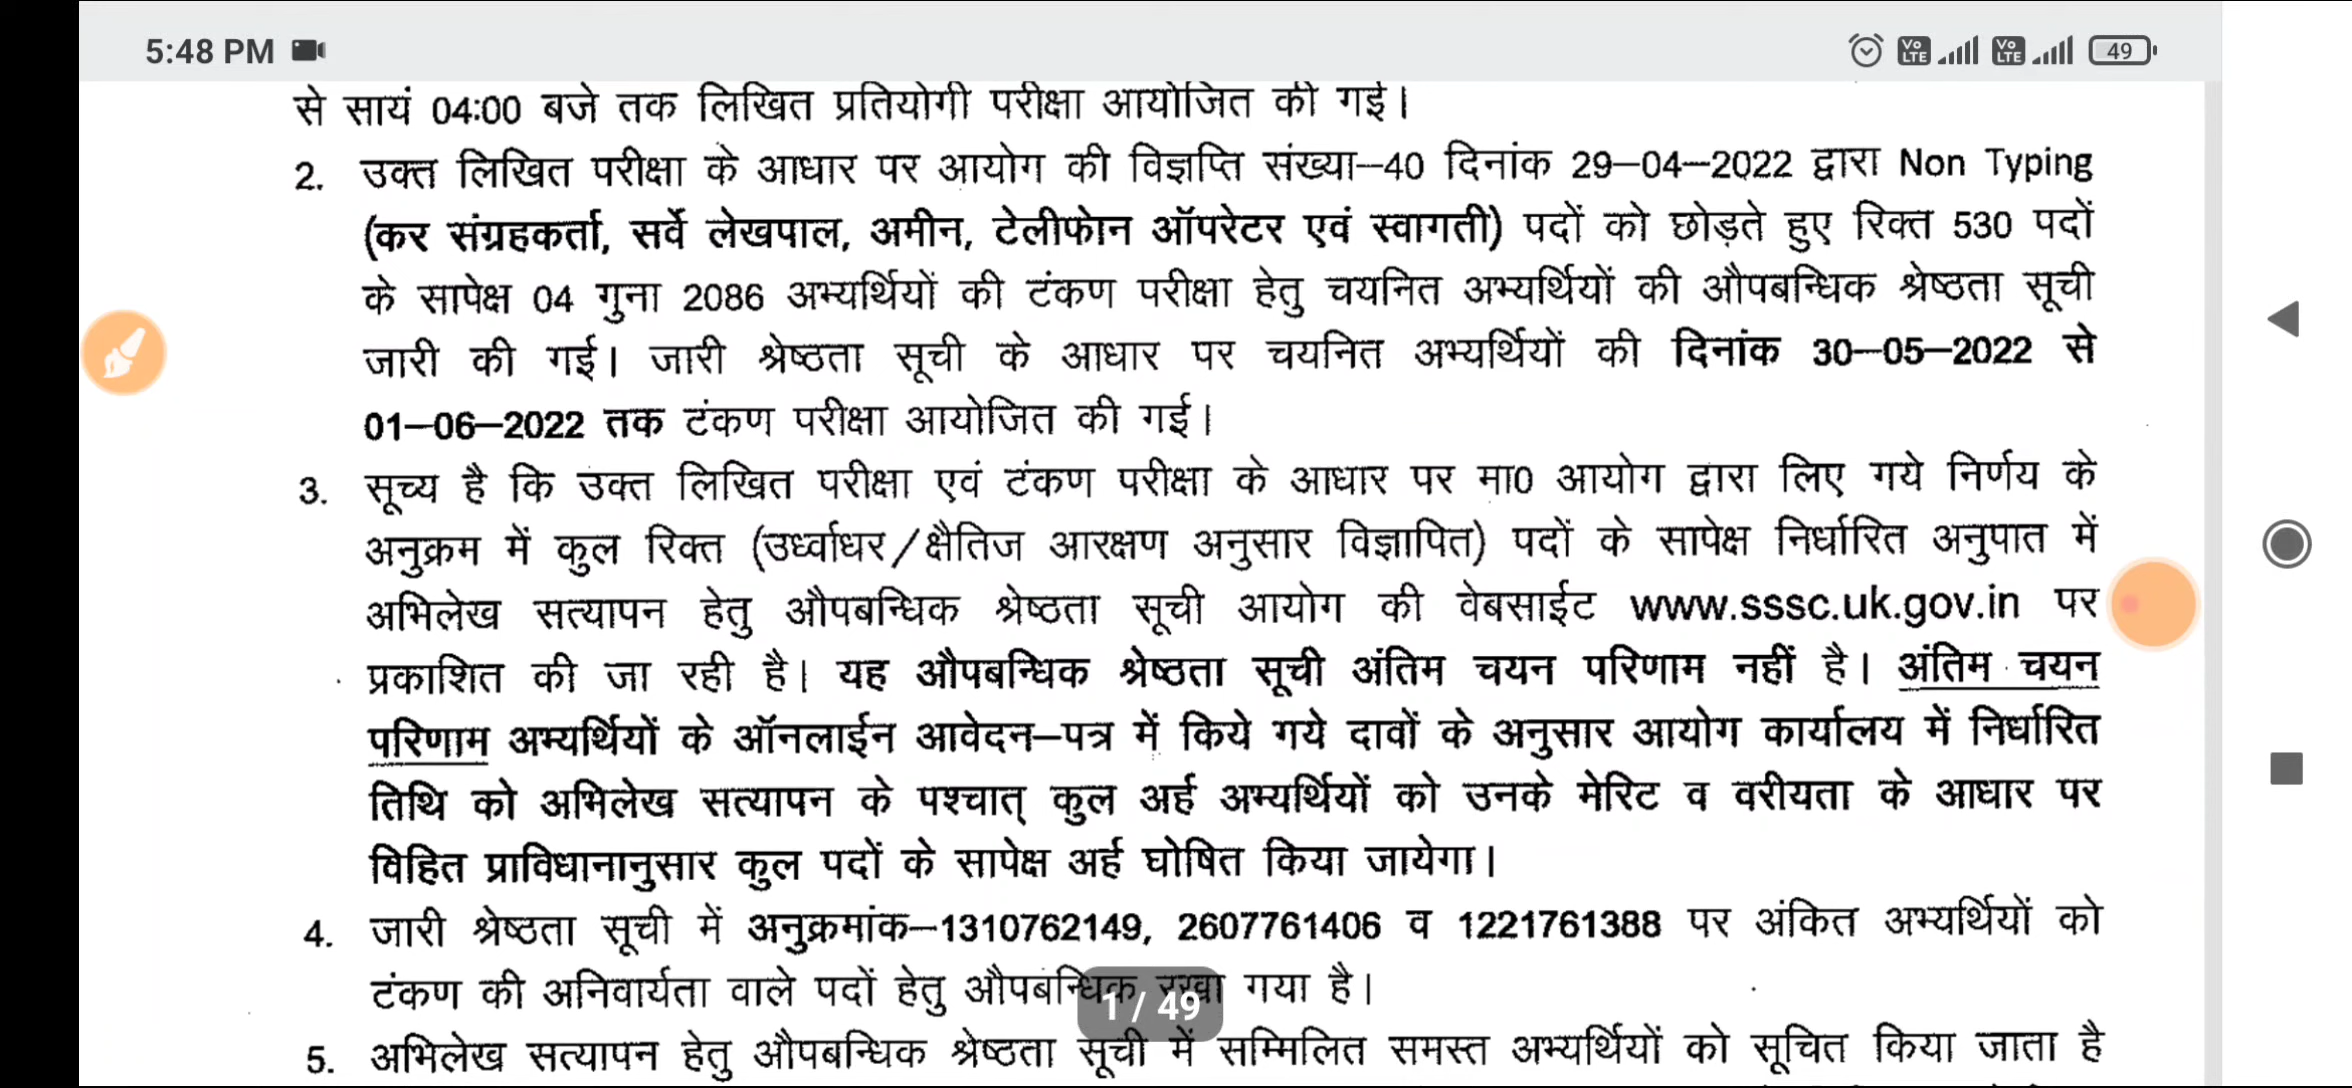 5:48 PM
Vo LTE Vo LTE 49
से सायं 04:00 बजे तक लिखित प्रतियोगी परीक्षा आयोजित की गई।
2. उक्त लिखित परीक्षा के आधार पर आयोग की विज्ञप्ति संख्या–40 दिनांक 29–04–2022 द्वारा Non Typing
(कर संग्रहकर्ता, सर्वे लेखपाल, अमीन, टेलीफोन ऑपरेटर एवं स्वागती) पदों को छोड़ते हुए रिक्त 530 पदों
के सापेक्ष 04 गुना 2086 अभ्यर्थियों की टंकण परीक्षा हेतु चयनित अभ्यर्थियों की औपबन्धिक श्रेष्ठता सूची
जारी की गई। जारी श्रेष्ठता सूची के आधार पर चयनित अभ्यर्थियों की दिनांक 30–05–2022 से
01–06–2022 तक टंकण परीक्षा आयोजित की गई।
3. सूच्य है कि उक्त लिखित परीक्षा एवं टंकण परीक्षा के आधार पर मा0 आयोग द्वारा लिए गये निर्णय के
अनुक्रम में कुल रिक्त (उर्ध्वाधर/क्षैतिज आरक्षण अनुसार विज्ञापित) पदों के सापेक्ष निर्धारित अनुपात में
अभिलेख सत्यापन हेतु औपबन्धिक श्रेष्ठता सूची आयोग की वेबसाईट www.sssc.uk.gov.in पर
प्रकाशित की जा रही है। यह औपबन्धिक श्रेष्ठता सूची अंतिम चयन परिणाम नहीं है। अंतिम चयन
परिणाम अभ्यर्थियों के ऑनलाईन आवेदन–पत्र में किये गये दावों के अनुसार आयोग कार्यालय में निर्धारित
तिथि को अभिलेख सत्यापन के पश्चात् कुल अर्ह अभ्यर्थियों को उनके मेरिट व वरीयता के आधार पर
विहित प्राविधानानुसार कुल पदों के सापेक्ष अर्ह घोषित किया जायेगा।
4. जारी श्रेष्ठता सूची में अनुक्रमांक–1310762149, 2607761406 व 1221761388 पर अंकित अभ्यर्थियों को
टंकण की अनिवार्यता वाले पदों हेतु औपबन्धिक रखा गया है।
1 / 49
5. अभिलेख सत्यापन हेतु औपबन्धिक श्रेष्ठता सूची में सम्मिलित समस्त अभ्यर्थियों को सूचित किया जाता है